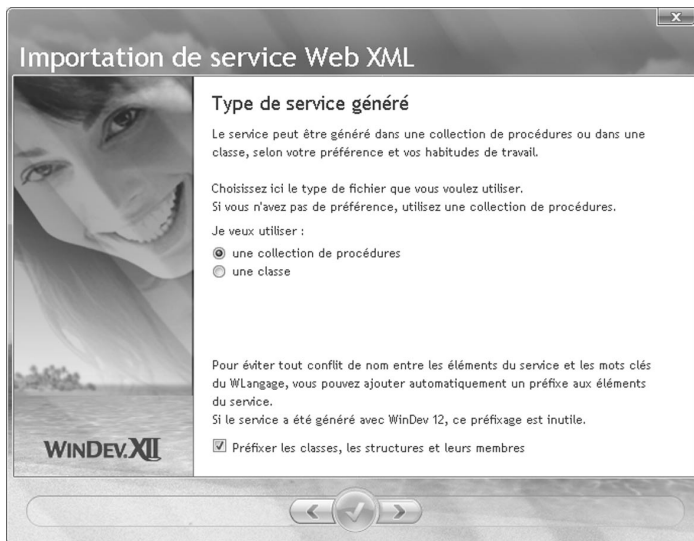 Importation de service Web XML
Type de service généré
Le service peut être généré dans une collection de procédures ou dans une
classe, selon votre préférence et vos habitudes de travail.
Choisissez ici le type de fichier que vous voulez utiliser.
Si vous n'avez pas de préférence, utilisez une collection de procédures.
Je veux utiliser :
une collection de procédures
une classe
Pour éviter tout conflit de nom entre les éléments du service et les mots clés
du WLangage, vous pouvez ajouter automatiquement un préfixe aux éléments
du service.
Si le service a été généré avec WinDev 12, ce préfixage est inutile.
Préfixer les classes, les structures et leurs membres
WINDEV.XII